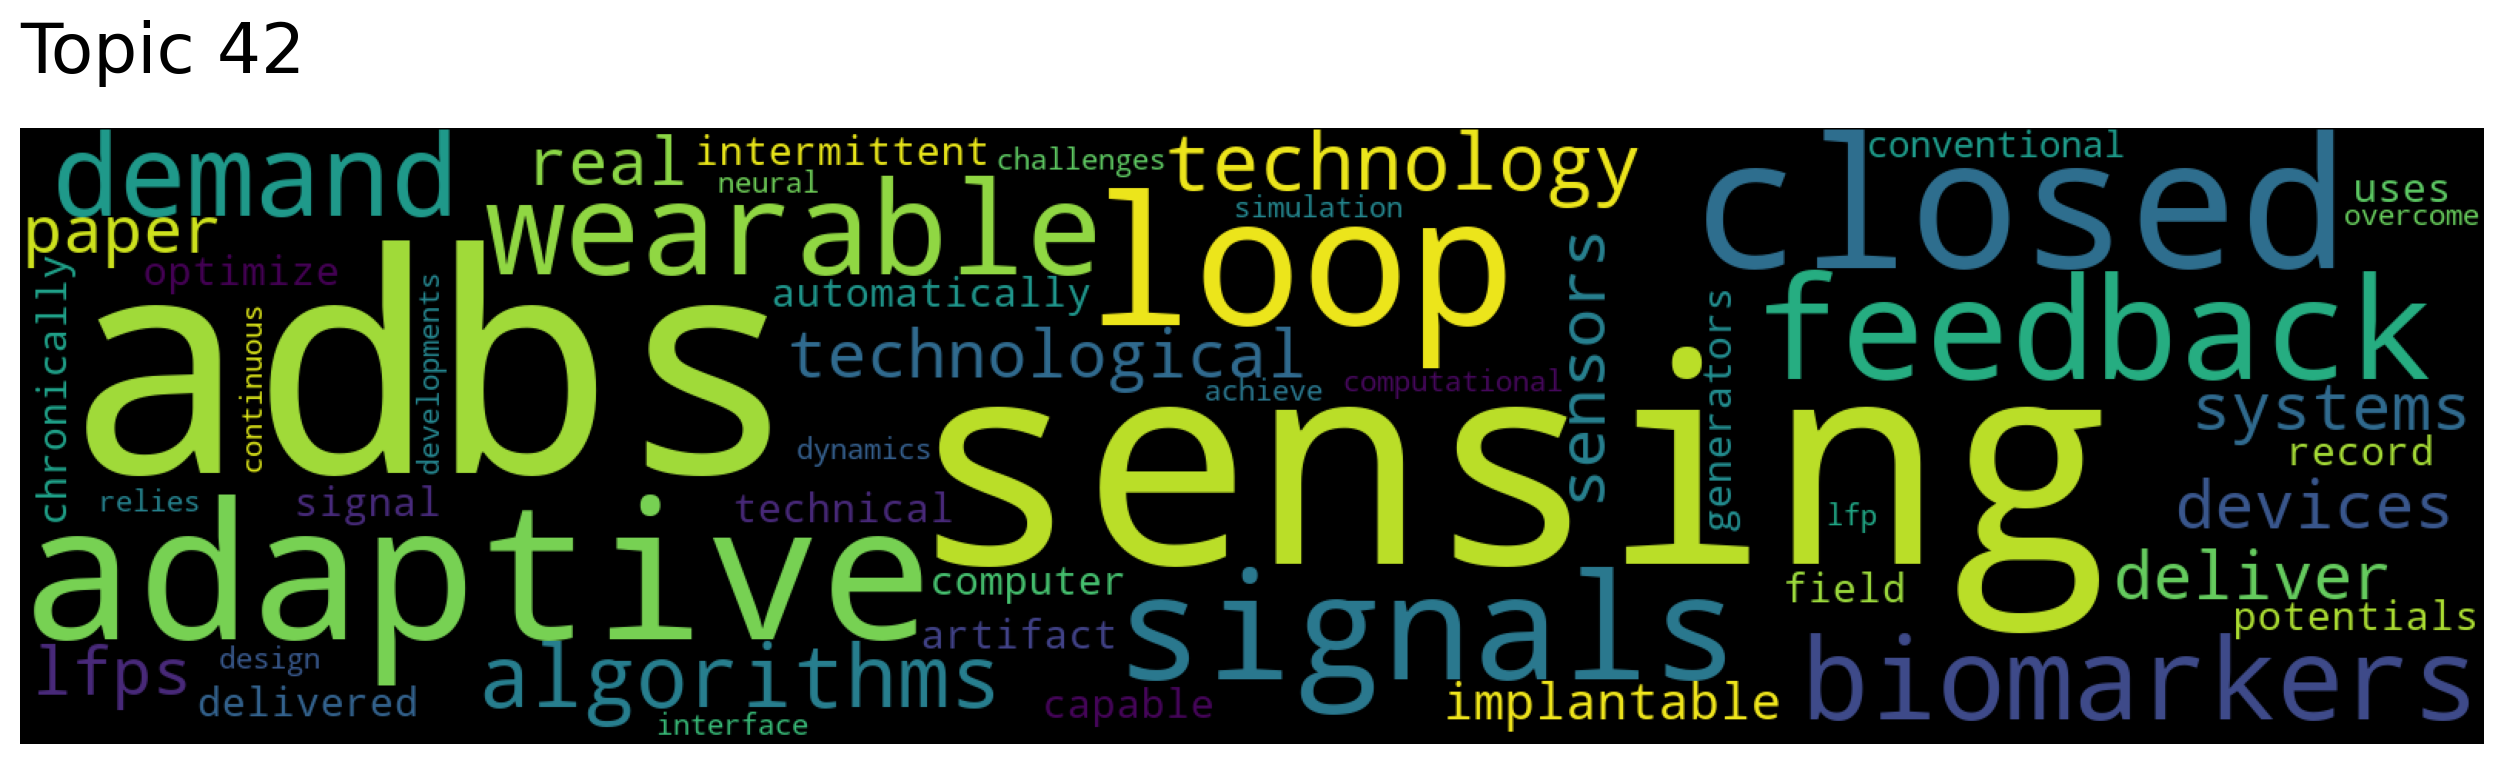 Topic 42
demand
real
intermittent
challenges
technology
closed
conventional
neural
wearable
loop
simulation
uses
overcome
paper
optimize
automatically
sensors
feedback
chronically
continuous
adbs
developments
technological
achieve
computational
generators
systems
dynamics
sensing
record
relies
signal
technical
lfp
devices
adaptive
computer
signals
field
deliver
potentials
artifact
lfps
design
algorithms
delivered
capable
implantable
biomarkers
interface